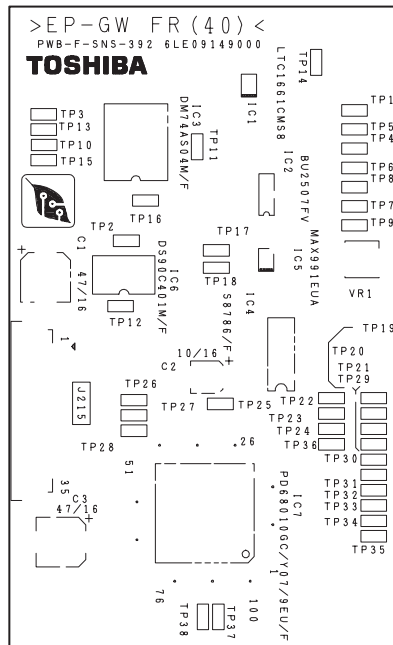 >EP-GW FR(40)<
PWB-F-SNS-392 6LE09149000
TOSHIBA
TP14
LTC1661CMS8
IC1
IC3
DM74AS04M/F
TP11
TP3
TP13
TP10
TP15
TP1
TP5
TP4
TP6
TP8
TP7
TP9
IC2
BU2507FV
TP16
TP2
TP17
TP18
IC5
MAX991EUA
VR1
C1
+
47/16
IC6
DS90C401M/F
TP12
IC4
S8786/F
TP19
TP20
TP21
TP29
1
10/16
+
C2
J215
TP26
TP27
TP25
TP28
TP22
TP23
TP24
TP36
TP30
TP31
TP32
TP33
TP34
TP35
26
51
35
C3
47/16
+
IC7
PD68010GC/Y07/9EU/F
1
76
100
TP38
TP37